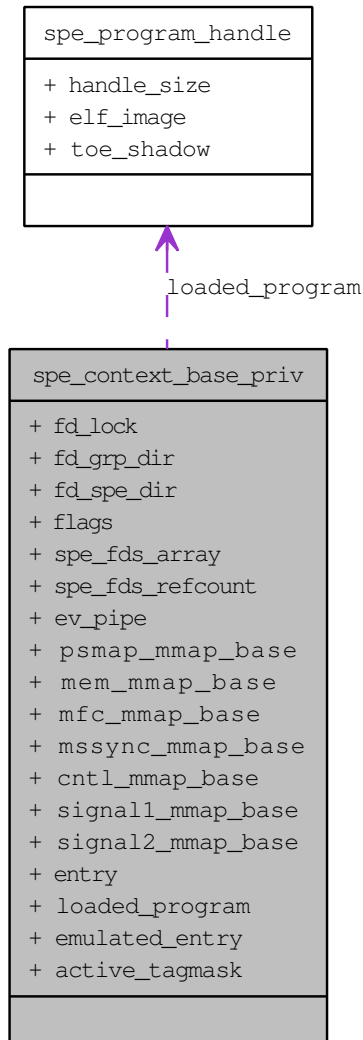 spe_program_handle
+ handle_size
+ elf_image
+ toe_shadow
loaded_program
spe_context_base_priv
+ fd_lock
+ fd_grp_dir
+ fd_spe_dir
+ flags
+ spe_fds_array
+ spe_fds_refcount
+ ev_pipe
+ psmap_mmap_base
+ mem_mmap_base
+ mfc_mmap_base
+ mssync_mmap_base
+ cntl_mmap_base
+ signal1_mmap_base
+ signal2_mmap_base
+ entry
+ loaded_program
+ emulated_entry
+ active_tagmask